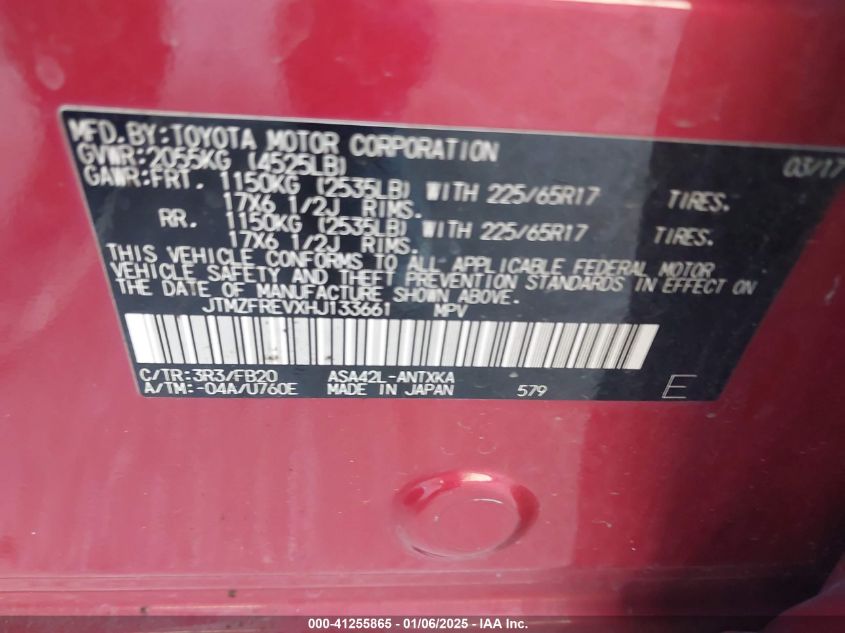 MFD. BY: TOYOTA MOTOR CORPORATION 03/17
GVWR: 2055KG (4525LB)
GAWR: FRT. 1150KG (2535LB) WITH 225/65R17 TIRES.
17X6 1/2J RIMS.
RR. 1150KG (2535LB) WITH 225/65R17 TIRES.
17X6 1/2J RIMS.
THIS VEHICLE CONFORMS TO ALL APPLICABLE FEDERAL MOTOR
VEHICLE SAFETY AND THEFT PREVENTION STANDARDS IN EFFECT ON
THE DATE OF MANUFACTURE SHOWN ABOVE.
JTMZFREVXHJ133661 MPV
C/TR: 3R3/FB20 ASA42L-ANTXKA
A/TM: -04A/U760E MADE IN JAPAN 579 E
000-41255865 - 01/06/2025 - IAA Inc.